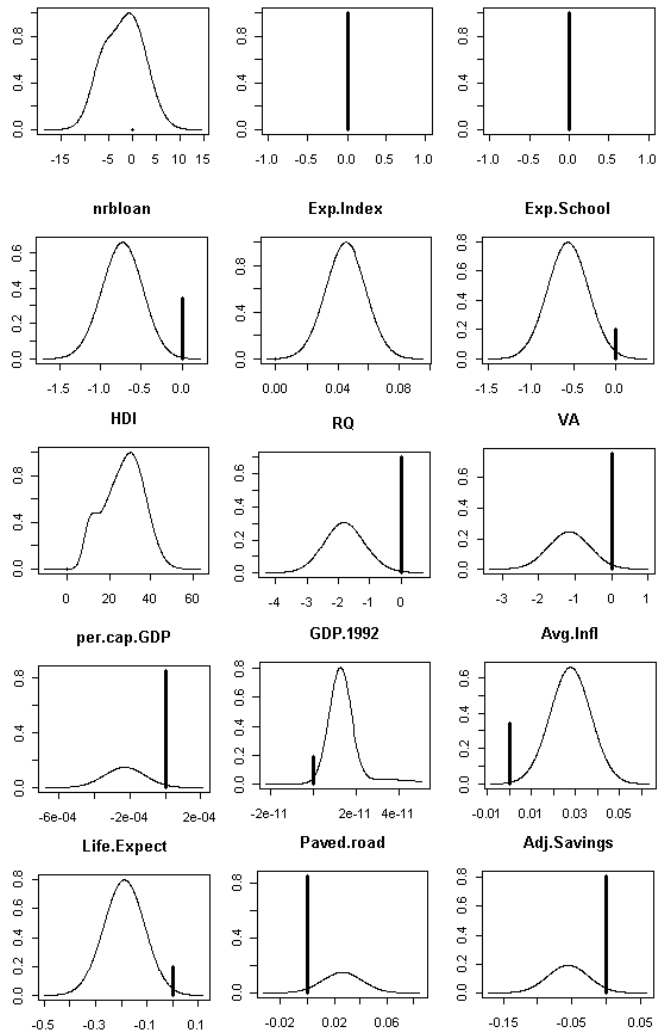 0.0 0.4 0.8
-15 -5 0 5 10 15
0.0 0.4 0.8
-1.0 -0.5 0.0 0.5 1.0
0.0 0.4 0.8
-1.0 -0.5 0.0 0.5 1.0
nrbloan
Exp.Index
Exp.School
0.0 0.2 0.4 0.6
-1.5 -1.0 -0.5 0.0
0.0 0.4 0.8
0.00 0.04 0.08
0.0 0.2 0.4 0.6 0.8
-1.5 -1.0 -0.5 0.0
HDI
RQ
VA
0.0 0.4 0.8
0 20 40 60
0.0 0.2 0.4 0.6
-4 -3 -2 -1 0
0.0 0.2 0.4 0.6
-3 -2 -1 0 1
per.cap.GDP
GDP.1992
Avg.Infl
0.0 0.2 0.4 0.6 0.8
-6e-04 -2e-04 2e-04
0.0 0.2 0.4 0.6 0.8
-2e-11 2e-11 4e-11
0.0 0.2 0.4 0.6
-0.01 0.01 0.03 0.05
Life.Expect
Paved.road
Adj.Savings
0.0 0.2 0.4 0.6 0.8
-0.5 -0.3 -0.1 0.1
0.0 0.4 0.8
-0.02 0.02 0.06
0.0 0.4 0.8
-0.15 -0.05 0.05